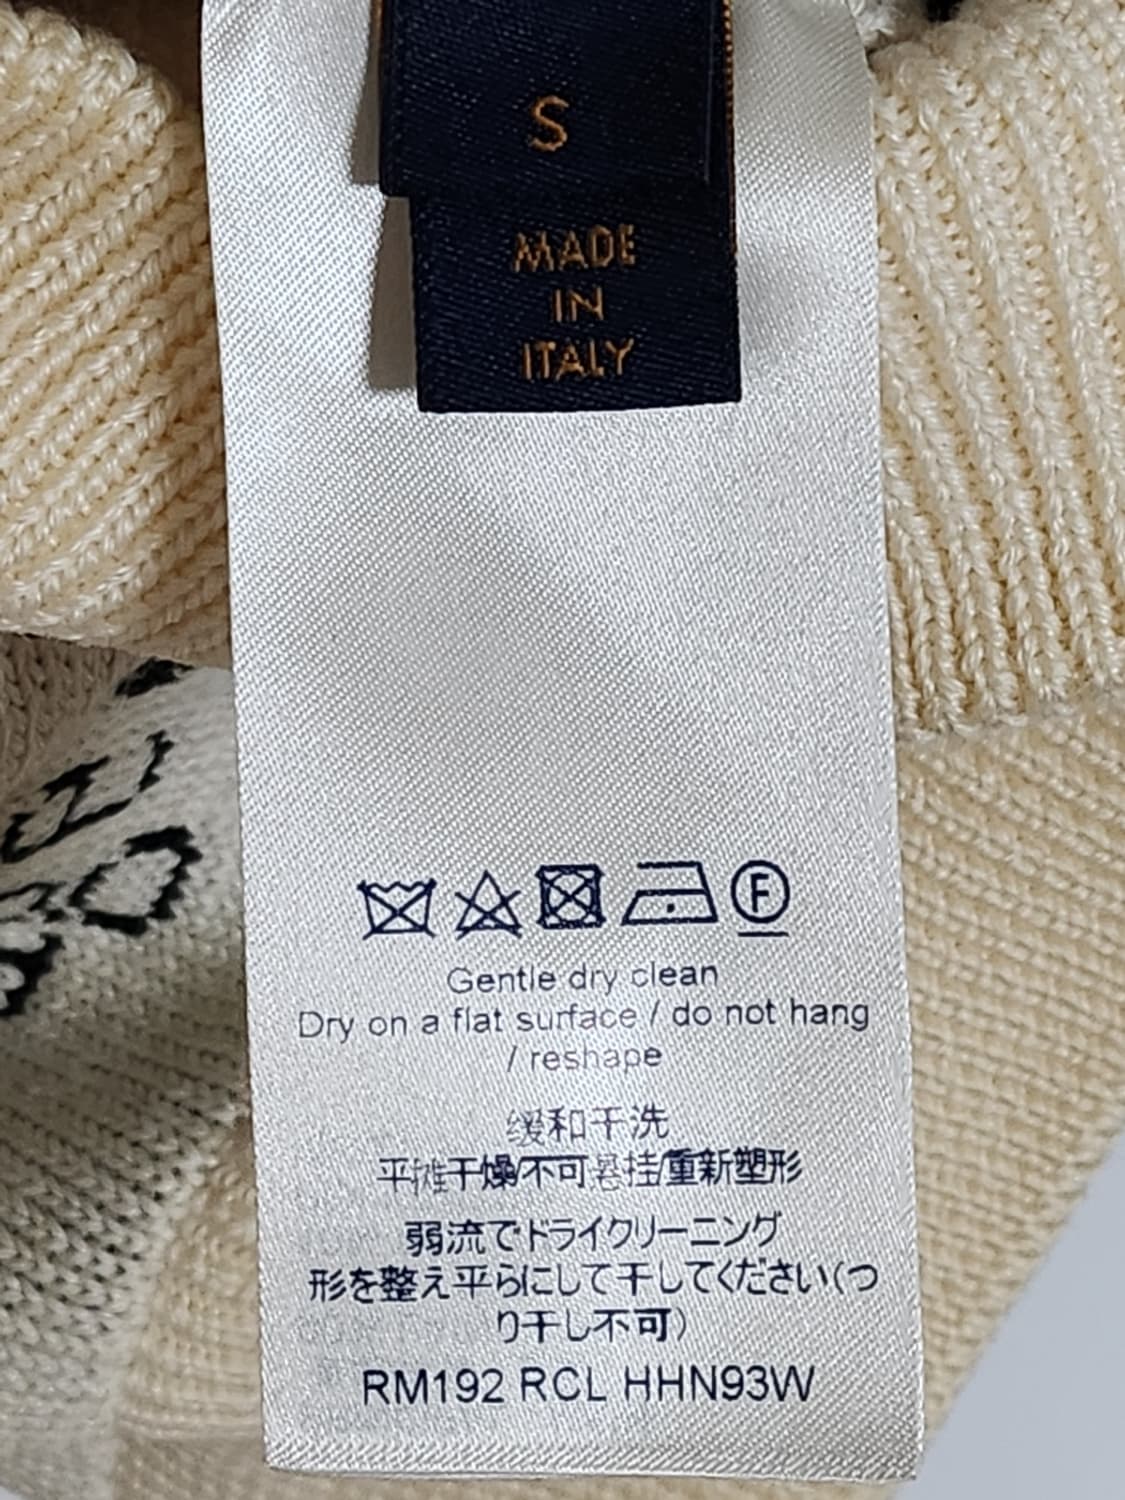 S
MADE
IN
ITALY
F
Gentle dry clean
Dry on a flat surface / do not hang
/ reshape
缓和干洗
平摊干燥/不可悬挂/重新塑形
弱流でドライクリーニング
形を整え平らにして干してください(つ
り干し不可)
RM192 RCL HHN93W